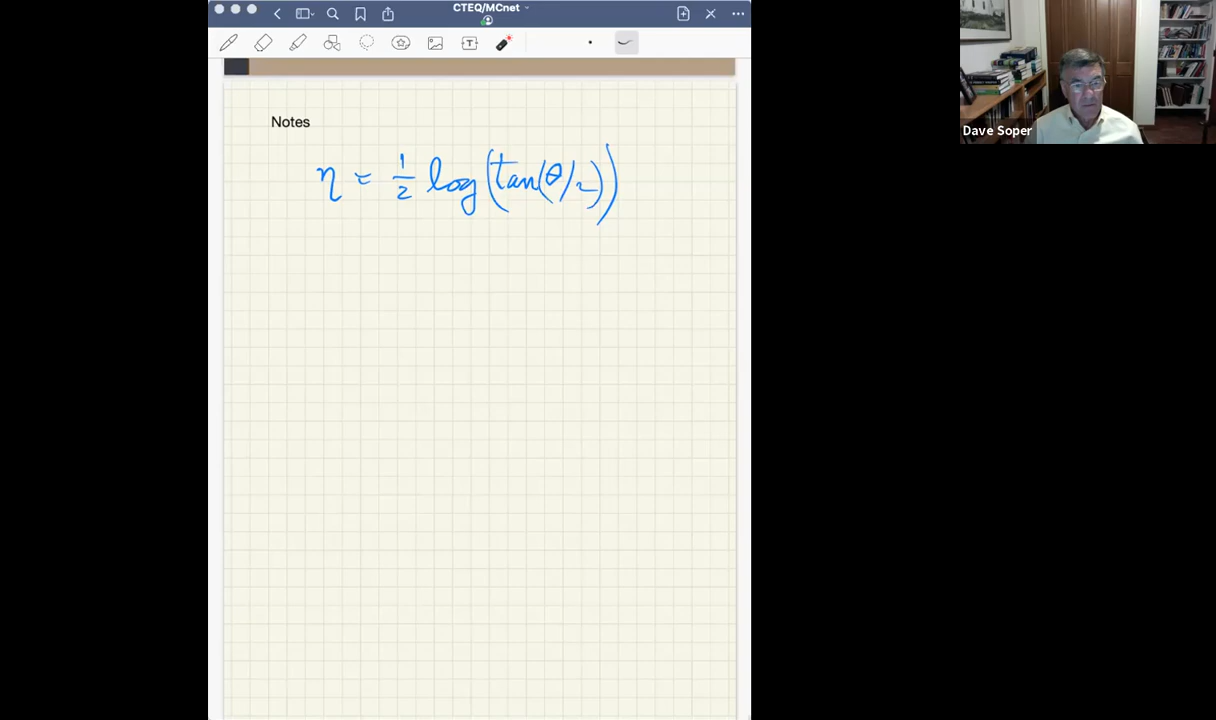 CTEQ/MCnet
Dave Soper
Notes
η = 1/2 log(tan(θ/2))